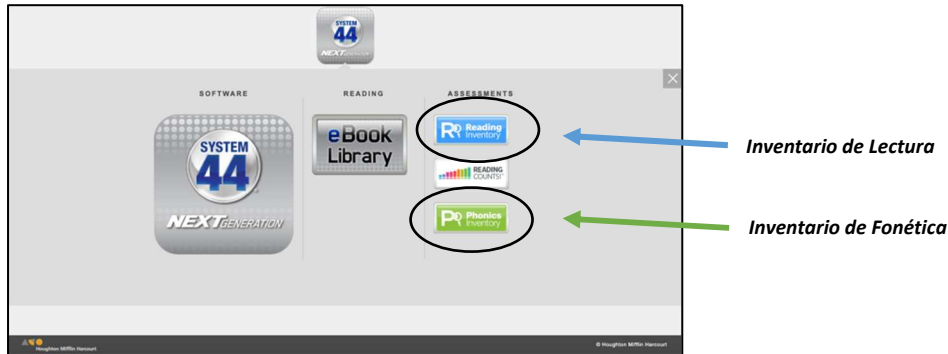 SYSTEM
44
NEXT GENERATION
SOFTWARE
READING
ASSESSMENTS
SYSTEM
44
NEXT GENERATION
eBook
Library
Reading
Inventory
READING
COUNTS!
Phonics
Inventory
Inventario de Lectura
Inventario de Fonética
Houghton Mifflin Harcourt
© Houghton Mifflin Harcourt